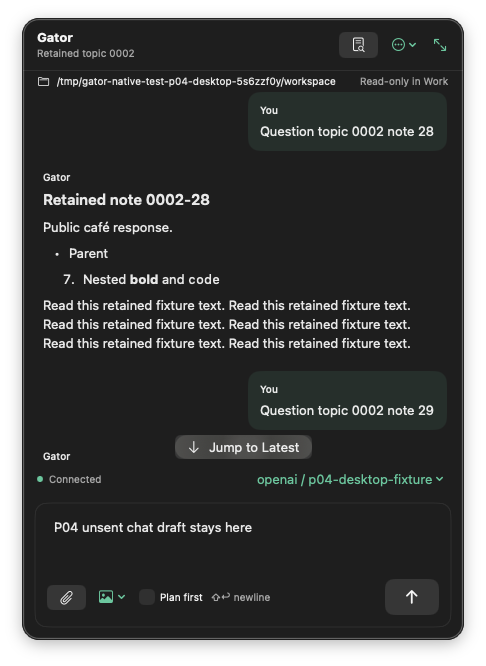 Gator
Retained topic 0002
/tmp/gator-native-test-p04-desktop-5s6zzf0y/workspace Read-only in Work
You
Question topic 0002 note 28
Gator
Retained note 0002-28
Public café response.
• Parent
7. Nested bold and code
Read this retained fixture text. Read this retained fixture text.
Read this retained fixture text. Read this retained fixture text.
Read this retained fixture text. Read this retained fixture text.
You
Question topic 0002 note 29
↓ Jump to Latest
Gator
Connected openai / p04-desktop-fixture
P04 unsent chat draft stays here
Plan first ⇧↩ newline